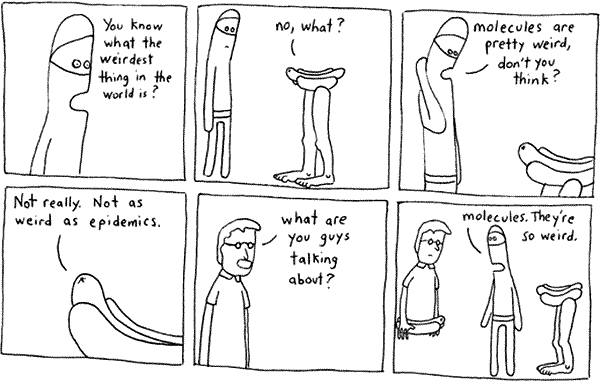 You know
what the
weirdest
thing in the
world is?
no, what?
molecules are
pretty weird,
don't you
think?
Not really. Not as
weird as epidemics.
what are
you guys
talking
about?
molecules. They're
so weird.